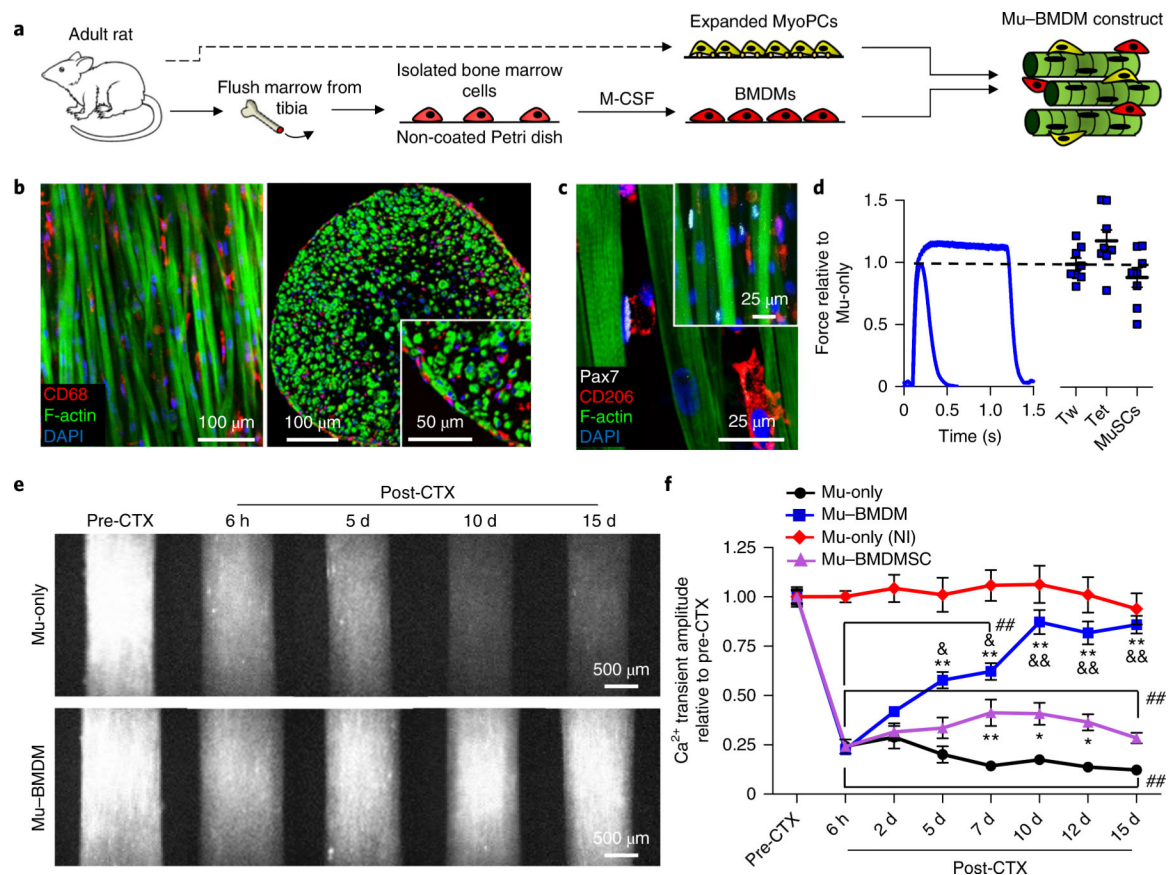 a
Adult rat
Flush marrow from
tibia
Isolated bone marrow
cells
Non-coated Petri dish
M-CSF
Expanded MyoPCs
BMDMs
Mu–BMDM construct
b
CD68
F-actin
DAPI
100 μm
100 μm
50 μm
c
25 μm
Pax7
CD206
F-actin
DAPI
25 μm
d
Force relative to
Mu-only
1.5
1.0
0.5
0
0 0.5 1.0 1.5
Time (s)
Tw
Tet
MuSCs
e
Post-CTX
Pre-CTX 6 h 5 d 10 d 15 d
Mu-only
500 μm
Mu–BMDM
500 μm
f
Mu-only
Mu–BMDM
Mu-only (NI)
Mu–BMDMSC
Ca²⁺ transient amplitude
relative to pre-CTX
1.25
1.00
0.75
0.50
0.25
0
##
& & ** ** **
** ** && && &&
##
** * *
##
Pre-CTX 6 h 2 d 5 d 7 d 10 d 12 d 15 d
Post-CTX